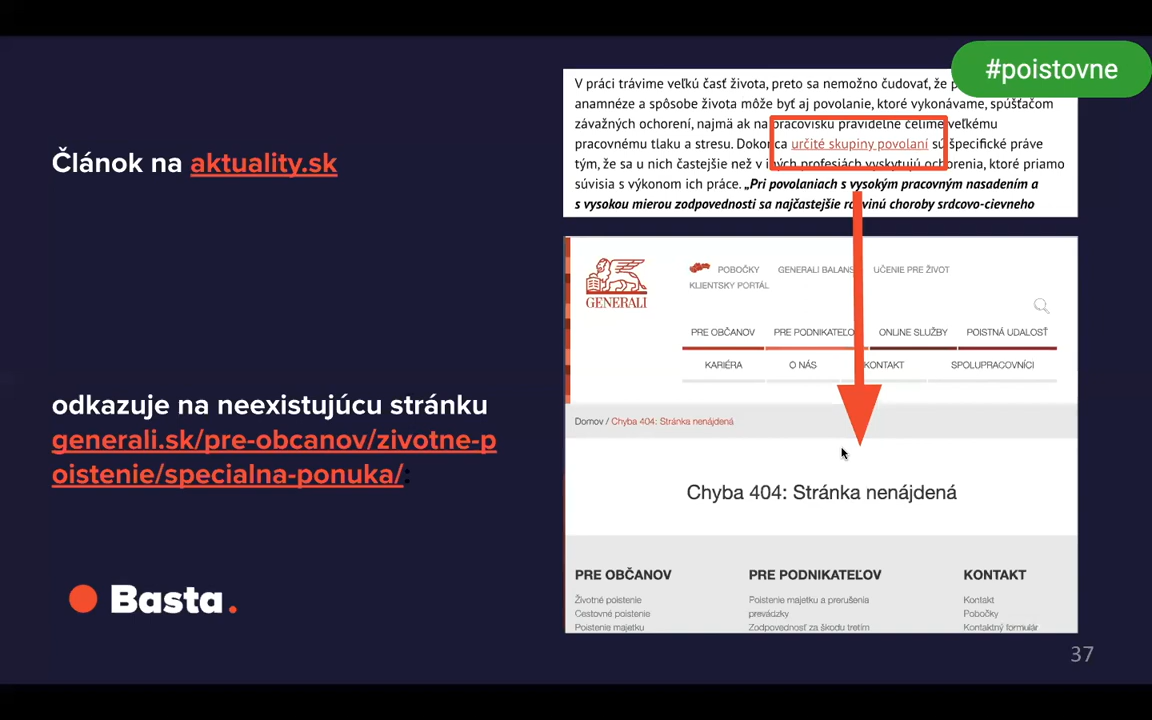 #poistovne
Článok na aktuality.sk
odkazuje na neexistujúcu stránku
generali.sk/pre-obcanov/zivotne-p
oistenie/specialna-ponuka/:
Basta.
V práci trávime veľkú časť života, preto sa nemožno čudovať, že
anamnéze a spôsobe života môže byť aj povolanie, ktoré vykonávame, spúšťačom
závažných ochorení, najmä ak na pracovisku pravidelne čelíme veľkému
pracovnému tlaku a stresu. Dokonca určité skupiny povolaní sú špecifické práve
tým, že sa u nich častejšie než v iných profesiách vyskytujú ochorenia, ktoré priamo
súvisia s výkonom ich práce. „Pri povolaniach s vysokým pracovným nasadením a
s vysokou mierou zodpovednosti sa najčastejšie rozvinú choroby srdcovo-cievneho
GENERALI
POBOČKY GENERALI BALANS UČENIE PRE ŽIVOT
KLIENTSKY PORTÁL
PRE OBČANOV PRE PODNIKATEĽO ONLINE SLUŽBY POISTNÁ UDALOSŤ
KARIÉRA O NÁS KONTAKT SPOLUPRACOVNÍCI
Domov / Chyba 404: Stránka nenájdená
Chyba 404: Stránka nenájdená
PRE OBČANOV PRE PODNIKATEĽOV KONTAKT
Životné poistenie Poistenie majetku a prerušenia Kontakt
Cestovné poistenie prevádzky Pobočky
Poistenie majetku Zodpovednosť za škodu tretím Kontaktný formulár
37